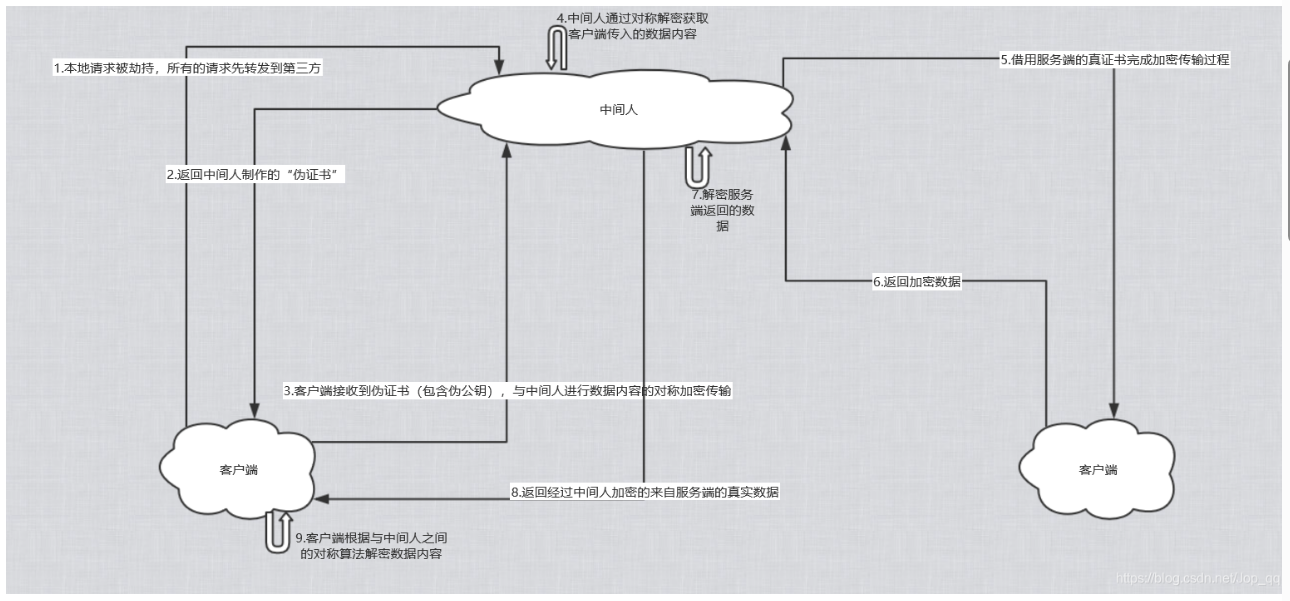 4.中间人通过对称解密获取
客户端传入的数据内容
1.本地请求被劫持，所有的请求先转发到第三方
5.借用服务端的真证书完成加密传输过程
中间人
2.返回中间人制作的“伪证书”
7.解密服务
端返回的数
据
6.返回加密数据
3.客户端接收到伪证书（包含伪公钥），与中间人进行数据内容的对称加密传输
客户端
客户端
8.返回经过中间人加密的来自服务端的真实数据
9.客户端根据与中间人之间
的对称算法解密数据内容
https://blog.csdn.net/Jop_qq